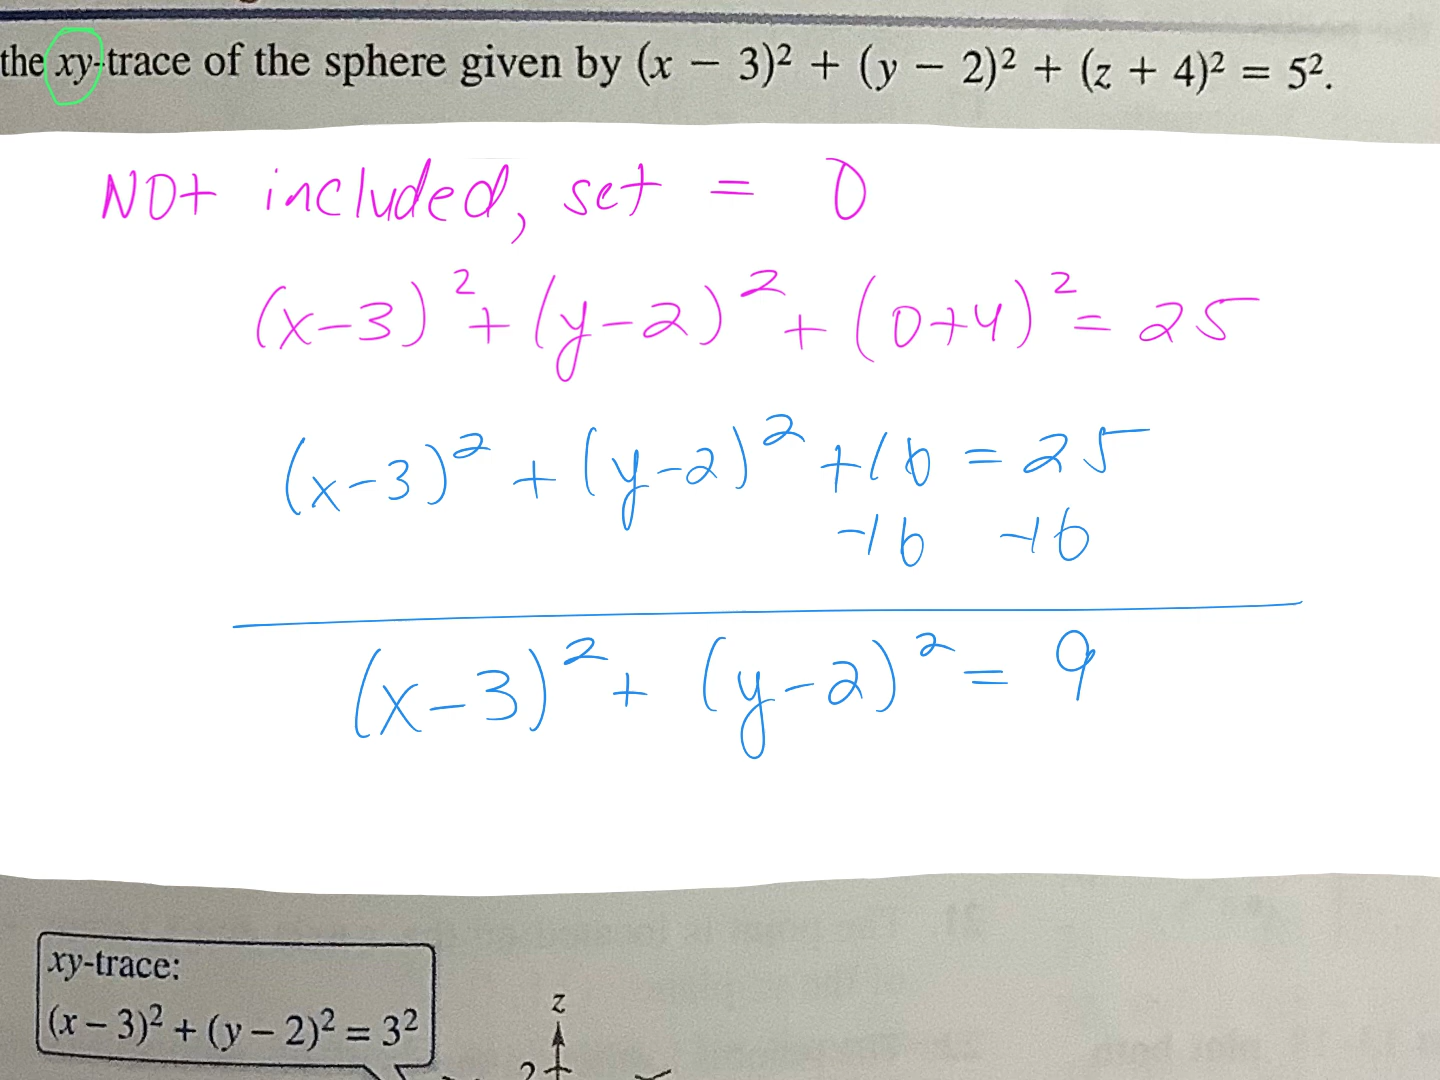 the xy-trace of the sphere given by (x − 3)² + (y − 2)² + (z + 4)² = 5².
NOt included, set = 0
(x-3)² + (y-2)² + (0+4)² = 25
(x-3)² + (y-2)² + 16 = 25
-16 -16
(x-3)² + (y-2)² = 9
xy-trace:
(x − 3)² + (y − 2)² = 3²
z
2